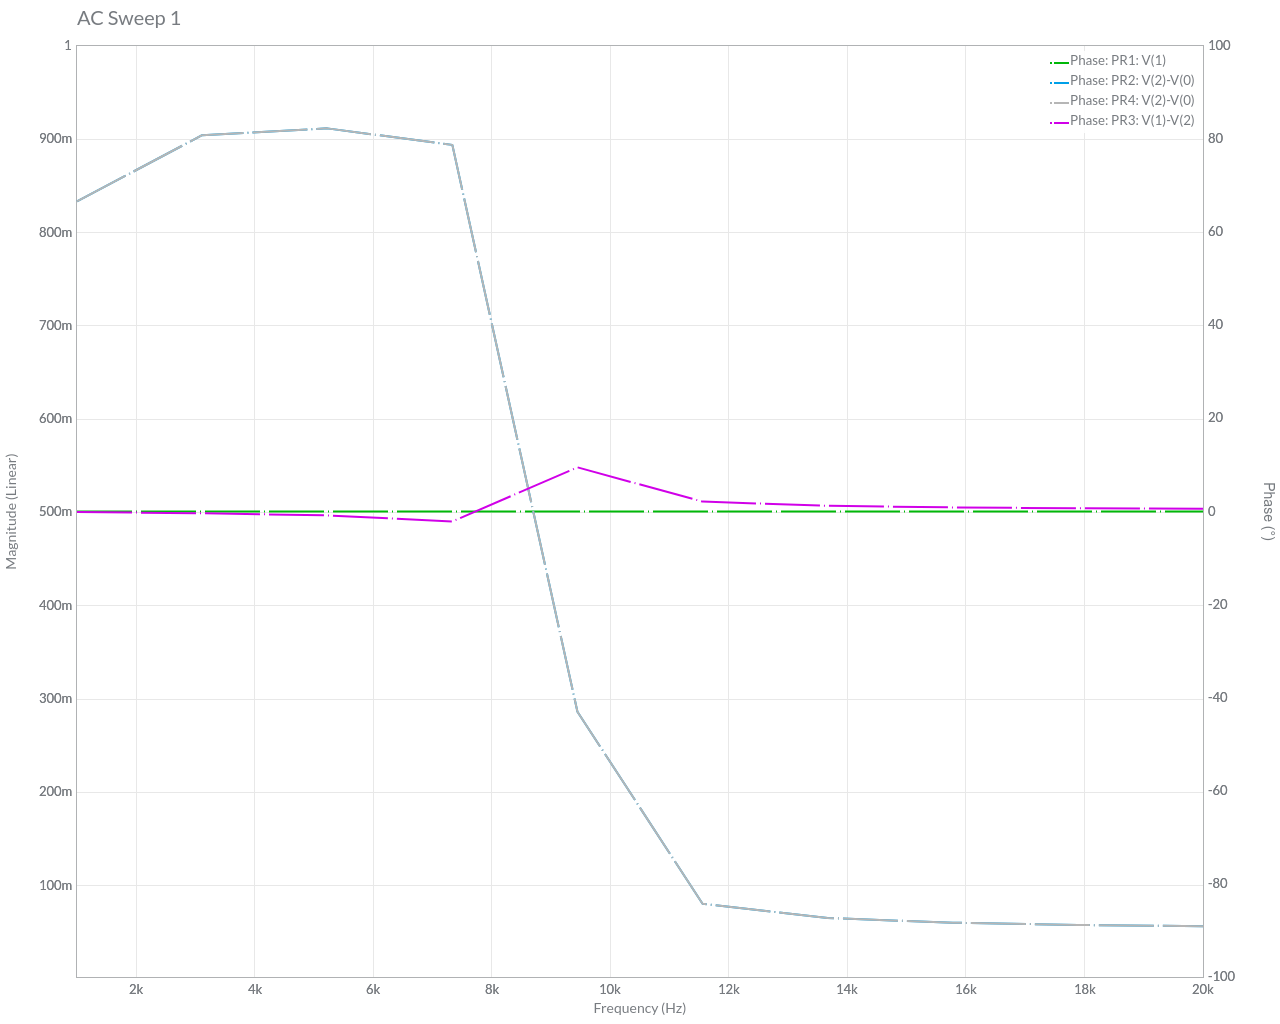 AC Sweep 1
Phase: PR1: V(1)
Phase: PR2: V(2)-V(0)
Phase: PR4: V(2)-V(0)
Phase: PR3: V(1)-V(2)
1
900m
800m
700m
600m
500m
400m
300m
200m
100m
Magnitude (Linear)
100
80
60
40
20
0
-20
-40
-60
-80
-100
Phase (°)
2k 4k 6k 8k 10k 12k 14k 16k 18k 20k
Frequency (Hz)